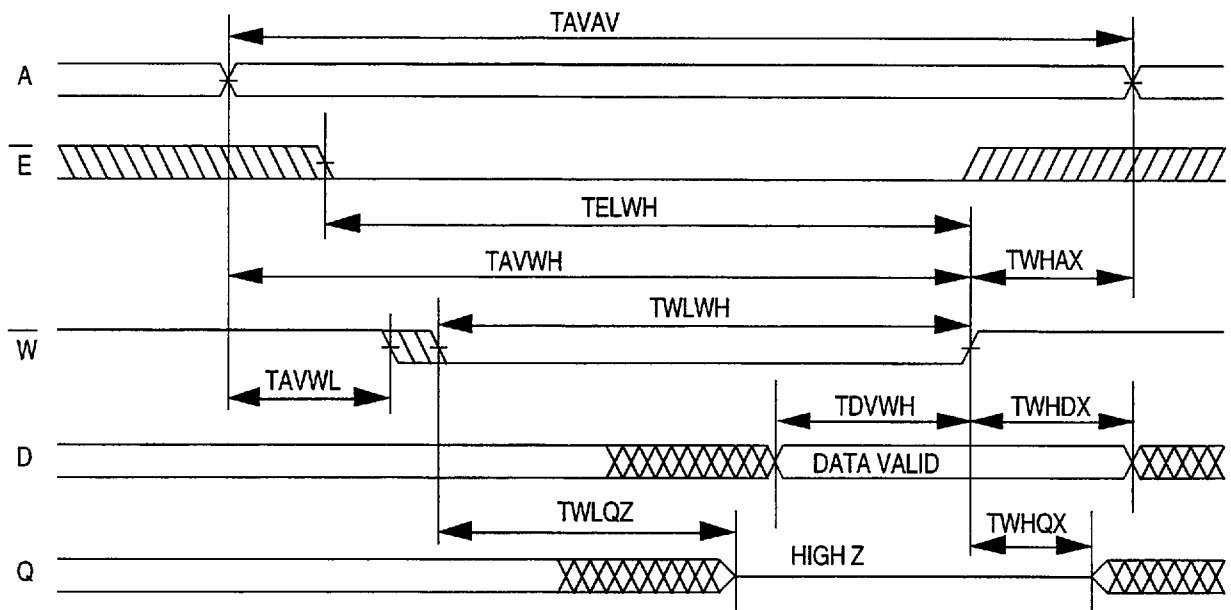 TAVAV
A
E
TELWH
TAVWH TWHAX
TWLWH
W
TAVWL
TDVWH TWHDX
D DATA VALID
TWLQZ TWHQX
Q HIGH Z